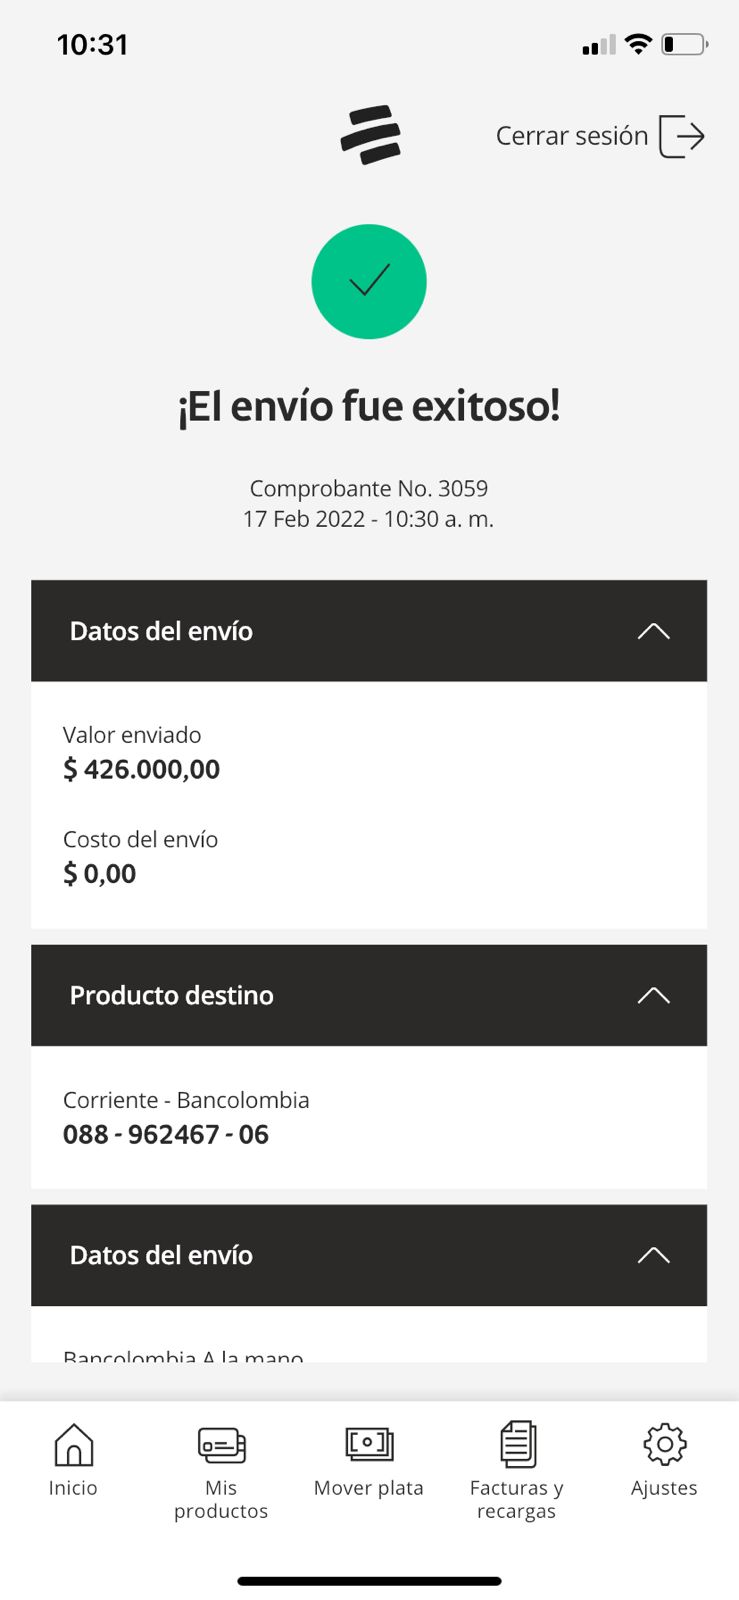 10:31
Cerrar sesión
¡El envío fue exitoso!
Comprobante No. 3059
17 Feb 2022 - 10:30 a. m.
Datos del envío
Valor enviado
$ 426.000,00
Costo del envío
$ 0,00
Producto destino
Corriente - Bancolombia
088 - 962467 - 06
Datos del envío
Bancolombia A la mano
Inicio
Mis
productos
Mover plata
Facturas y
recargas
Ajustes